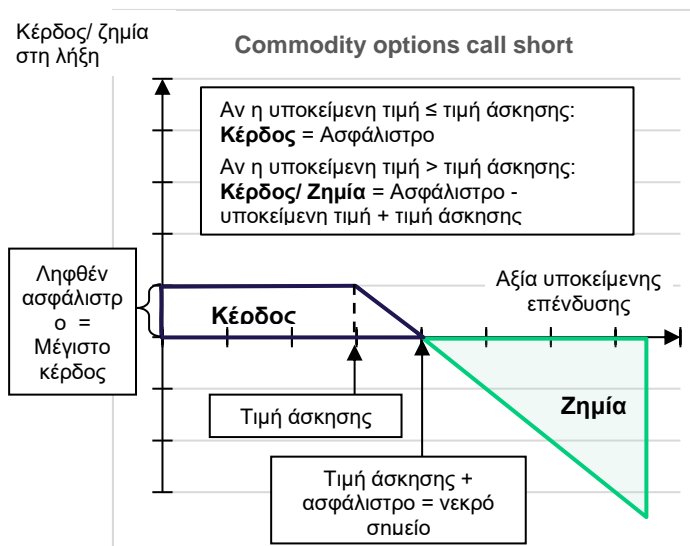 Κέρδος/ ζημία
στη λήξη
Commodity options call short
Αν η υποκείμενη τιμή ≤ τιμή άσκησης:
Κέρδος = Ασφάλιστρο
Αν η υποκείμενη τιμή > τιμή άσκησης:
Κέρδος/ Ζημία = Ασφάλιστρο -
υποκείμενη τιμή + τιμή άσκησης
Ληφθέν
ασφάλιστρ
ο =
Μέγιστο
κέρδος
Κέρδος
Αξία υποκείμενης
επένδυσης
Τιμή άσκησης
Ζημία
Τιμή άσκησης +
ασφάλιστρο = νεκρό
σημείο